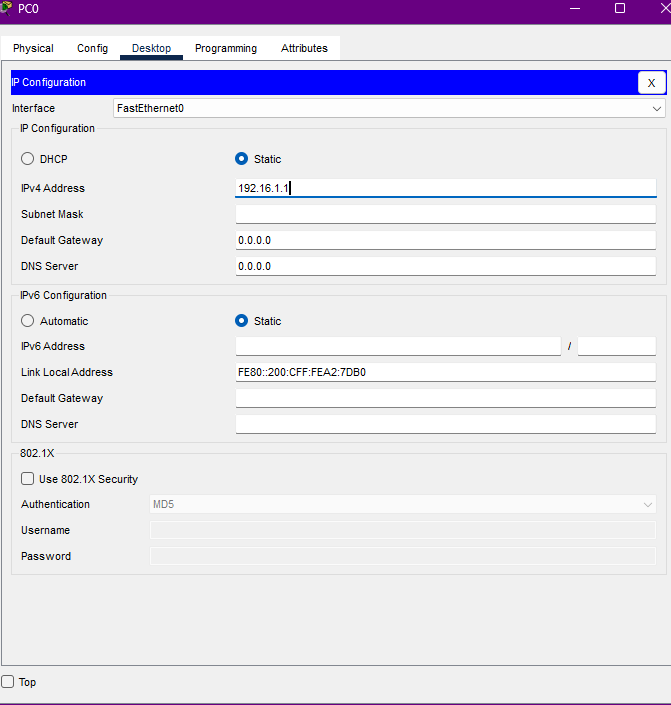 PC0
Physical Config Desktop Programming Attributes
IP Configuration X
Interface FastEthernet0
IP Configuration
DHCP Static
IPv4 Address 192.16.1.1
Subnet Mask
Default Gateway 0.0.0.0
DNS Server 0.0.0.0
IPv6 Configuration
Automatic Static
IPv6 Address /
Link Local Address FE80::200:CFF:FEA2:7DB0
Default Gateway
DNS Server
802.1X
Use 802.1X Security
Authentication MD5
Username
Password
Top